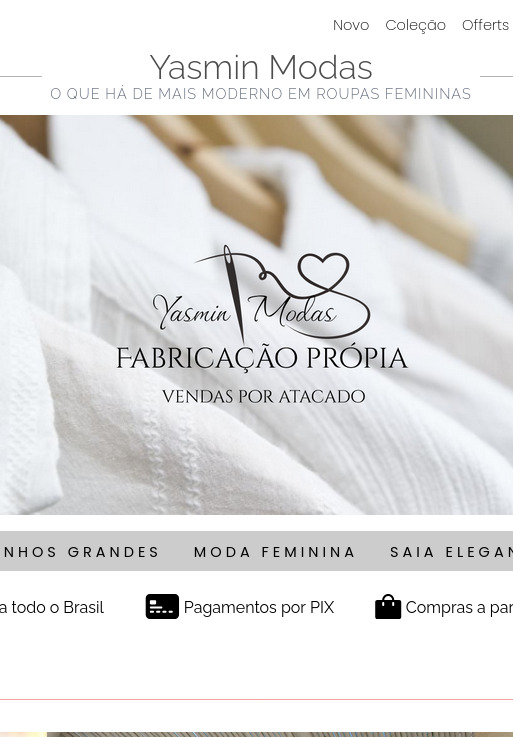 Novo Coleção Offerts
Yasmin Modas
O QUE HÁ DE MAIS MODERNO EM ROUPAS FEMININAS
Yasmin Modas
FABRICAÇÃO PRÓPIA
VENDAS POR ATACADO
NHOS GRANDES MODA FEMININA SAIA ELEGAN
a todo o Brasil Pagamentos por PIX Compras a par